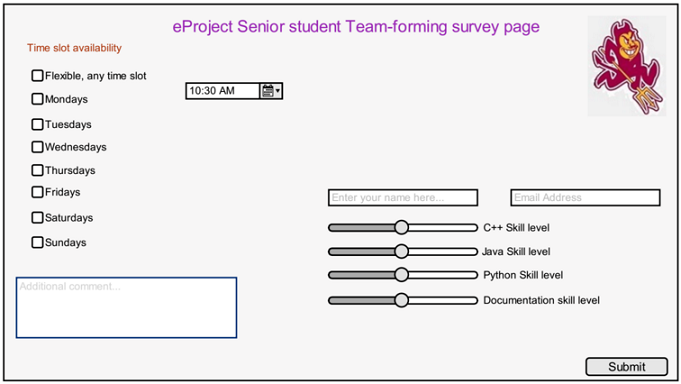 eProject Senior student Team-forming survey page
Time slot availability
Flexible, any time slot
10:30 AM
Mondays
Tuesdays
Wednesdays
Thursdays
Fridays
Saturdays
Sundays
Additional comment...
Enter your name here...
Email Address
C++ Skill level
Java Skill level
Python Skill level
Documentation skill level
Submit